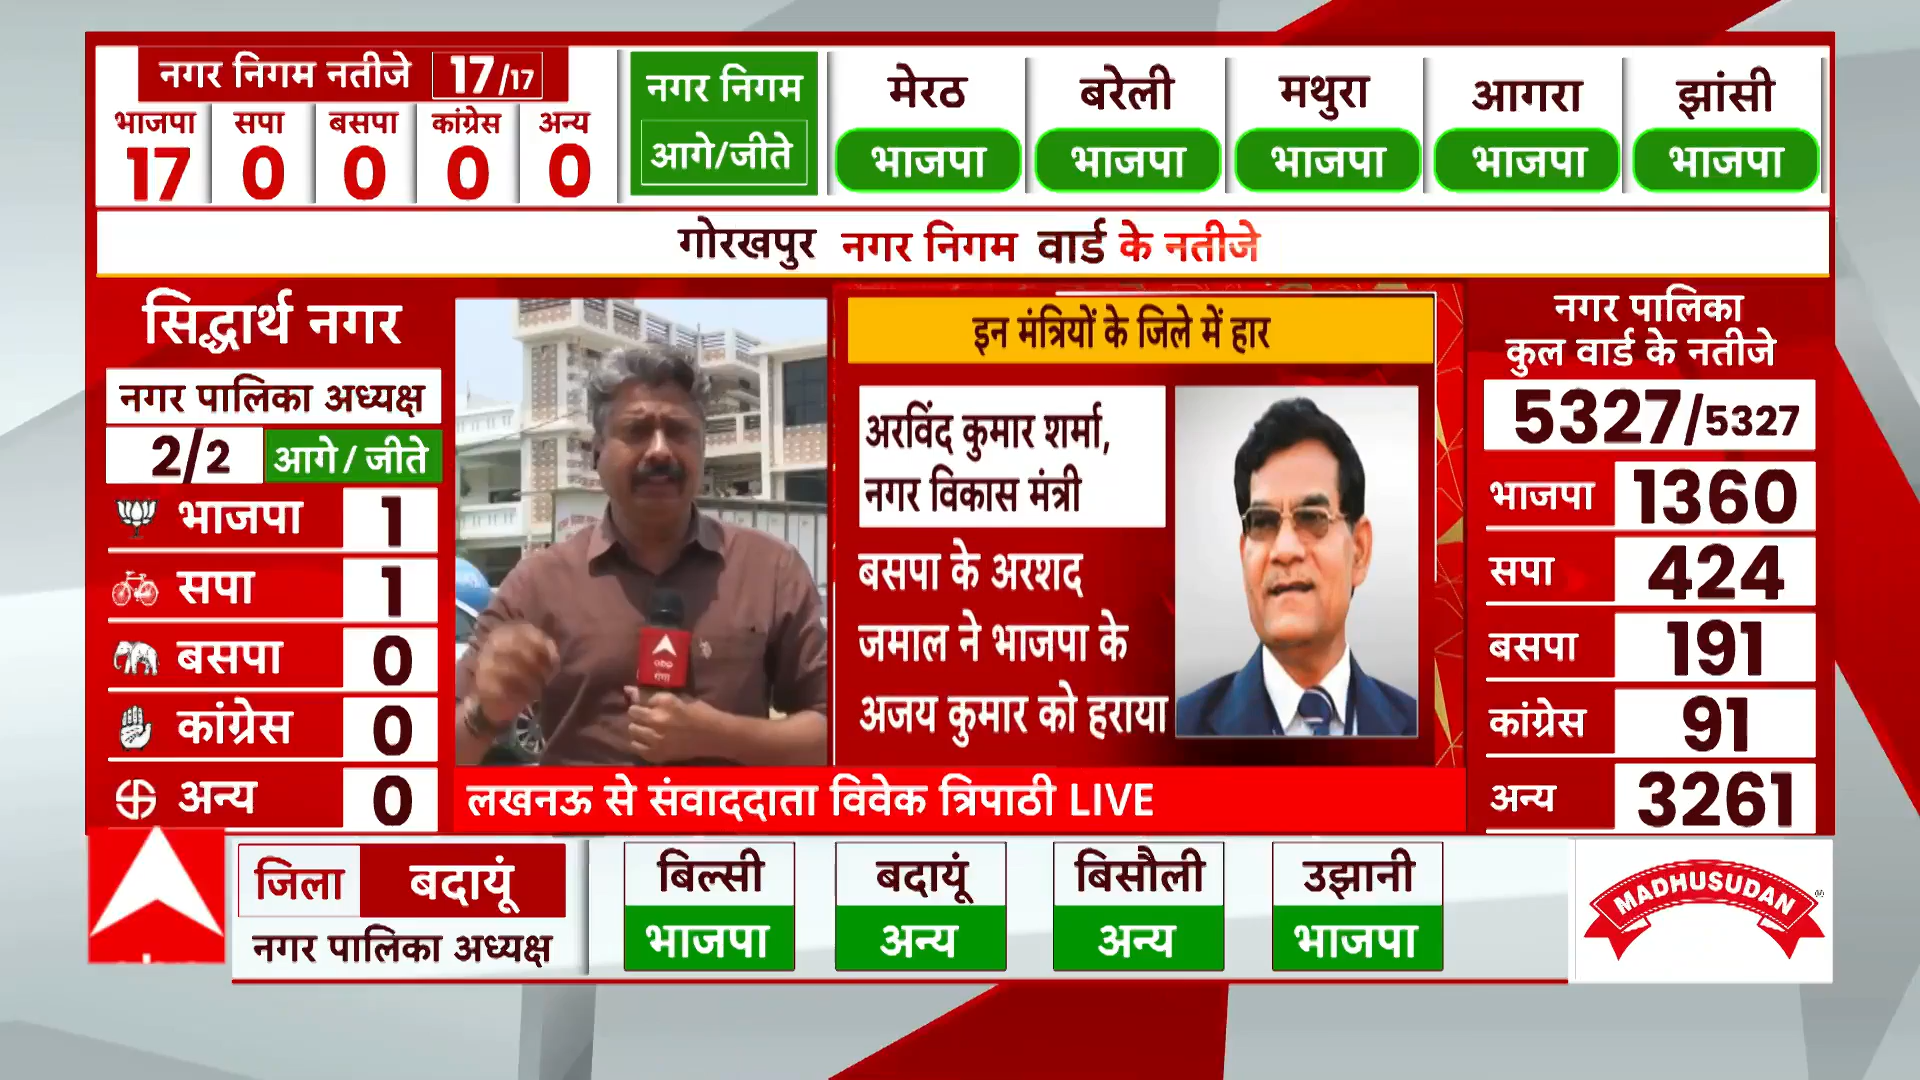 नगर निगम नतीजे 17/17
भाजपा सपा बसपा कांग्रेस अन्य
17 0 0 0 0
नगर निगम
आगे/जीते
मेरठ बरेली मथुरा आगरा झांसी
भाजपा भाजपा भाजपा भाजपा भाजपा
गोरखपुर नगर निगम वार्ड के नतीजे
सिद्धार्थ नगर
नगर पालिका अध्यक्ष
2/2 आगे / जीते
भाजपा 1
सपा 1
बसपा 0
कांग्रेस 0
अन्य 0
abp
गंगा
इन मंत्रियों के जिले में हार
अरविंद कुमार शर्मा,
नगर विकास मंत्री
बसपा के अरशद
जमाल ने भाजपा के
अजय कुमार को हराया
लखनऊ से संवाददाता विवेक त्रिपाठी LIVE
नगर पालिका
कुल वार्ड के नतीजे
5327/5327
भाजपा 1360
सपा 424
बसपा 191
कांग्रेस 91
अन्य 3261
जिला बदायूं
नगर पालिका अध्यक्ष
बिल्सी बदायूं बिसौली उझानी
भाजपा अन्य अन्य भाजपा
MADHUSUDAN